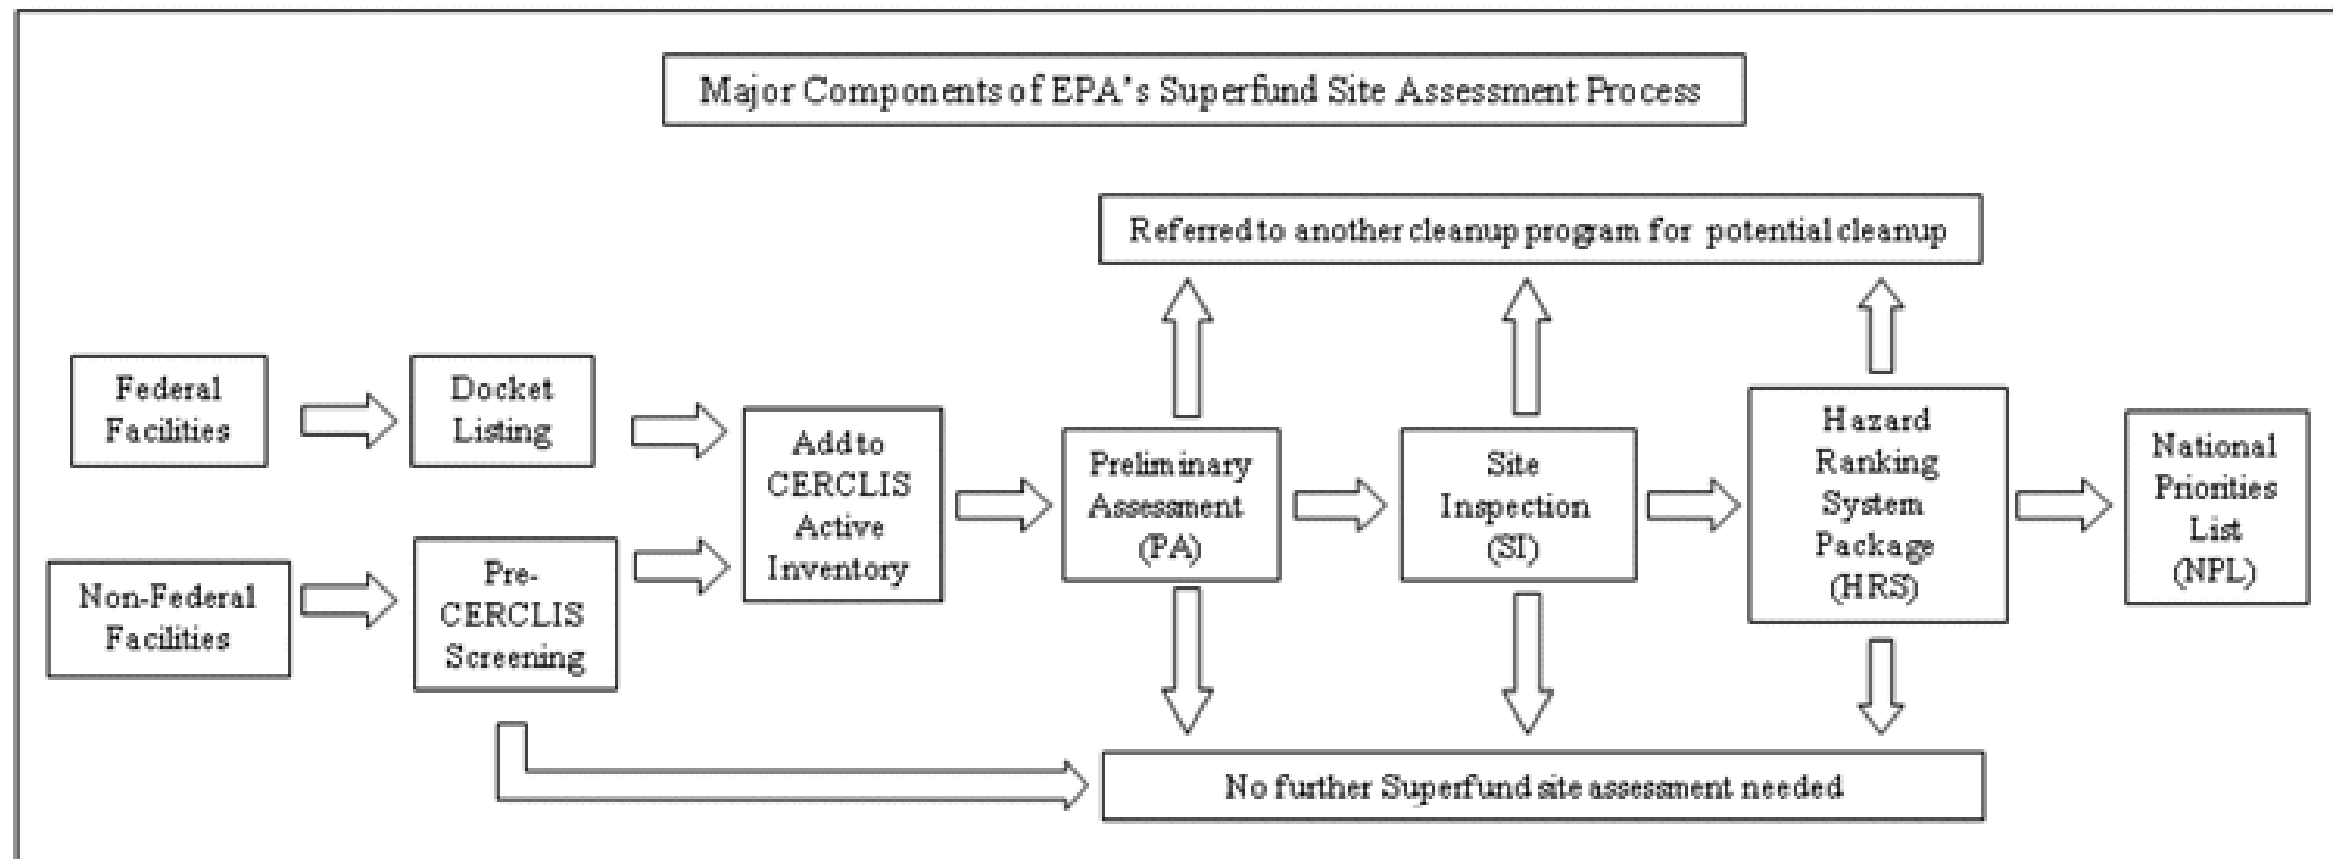 Major Components of EPA's Superfund Site Assessment Process
Referred to another cleanup program for potential cleanup
Federal
Facilities
Docket
Listing
Non-Federal
Facilities
Pre-
CERCLIS
Screening
Add to
CERCLIS
Active
Inventory
Preliminary
Assessment
(PA)
Site
Inspection
(SI)
Hazard
Ranking
System
Package
(HRS)
National
Priorities
List
(NPL)
No further Superfund site assessment needed